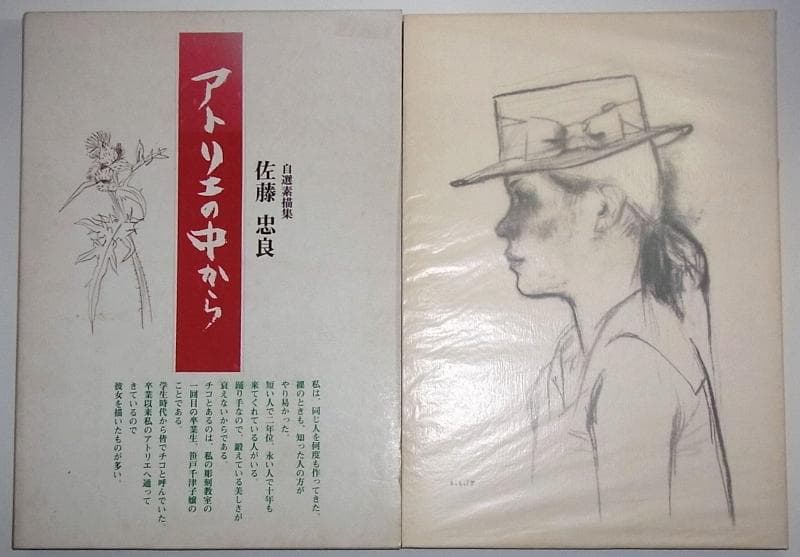 アトリエの中から
自選素描集
佐藤 忠良
私は、同じ人を何度も作ってきた。
裸のときも、知った人の方が
やり易かった。
短い人で二年位、永い人で十年も
来てくれている人がいる。
踊り手なので、鍛えている美しさが
衰えないからである。
チコとあるのは、私の彫刻教室の
一回目の卒業生、笹戸千津子嬢の
ことである。
学生時代から皆でチコと呼んでいた。
卒業以来私のアトリエへ通って
きているので
彼女を描いたものが多い。